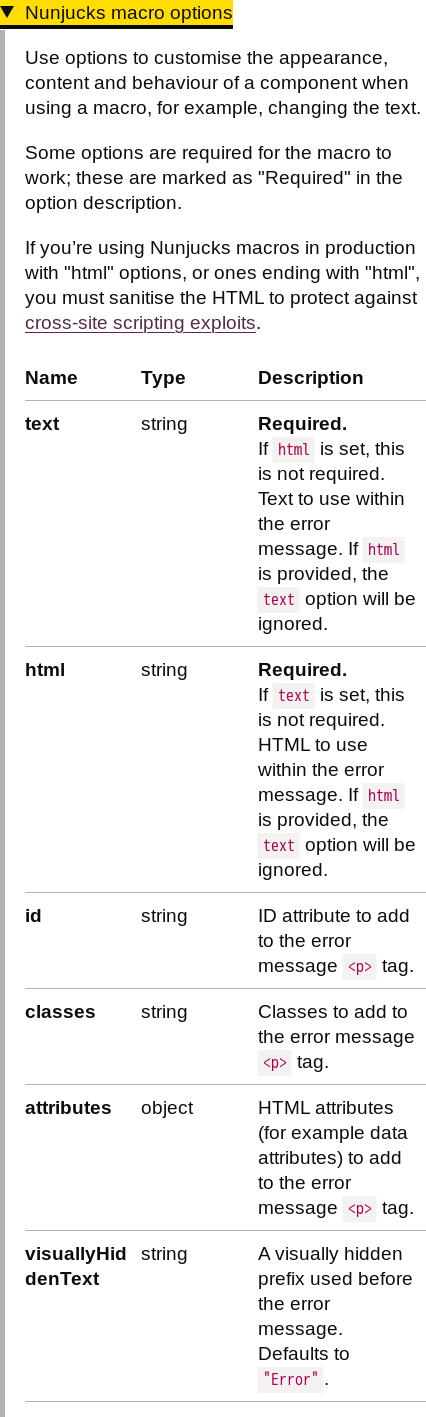 ▼ Nunjucks macro options
Use options to customise the appearance,
content and behaviour of a component when
using a macro, for example, changing the text.
Some options are required for the macro to
work; these are marked as "Required" in the
option description.
If you’re using Nunjucks macros in production
with "html" options, or ones ending with "html",
you must sanitise the HTML to protect against
cross-site scripting exploits.
Name Type Description
text string Required.
If html is set, this
is not required.
Text to use within
the error
message. If html
is provided, the
text option will be
ignored.
html string Required.
If text is set, this
is not required.
HTML to use
within the error
message. If html
is provided, the
text option will be
ignored.
id string ID attribute to add
to the error
message <p> tag.
classes string Classes to add to
the error message
<p> tag.
attributes object HTML attributes
(for example data
attributes) to add
to the error
message <p> tag.
visuallyHid string A visually hidden
denText prefix used before
the error
message.
Defaults to
"Error".